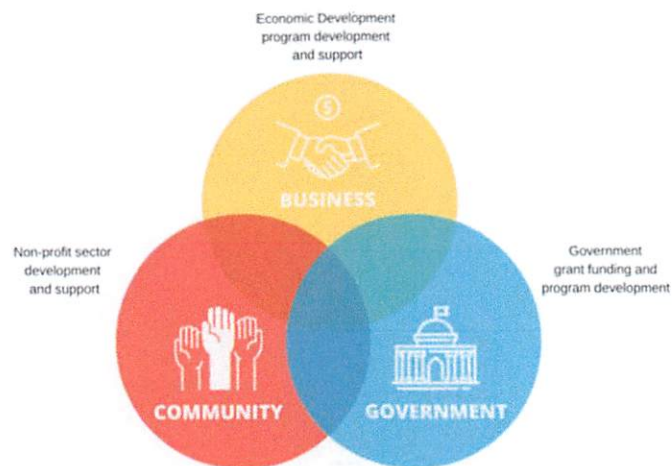 Economic Development
program development
and support
BUSINESS
Non-profit sector
development
and support
Government
grant funding and
program development
COMMUNITY
GOVERNMENT